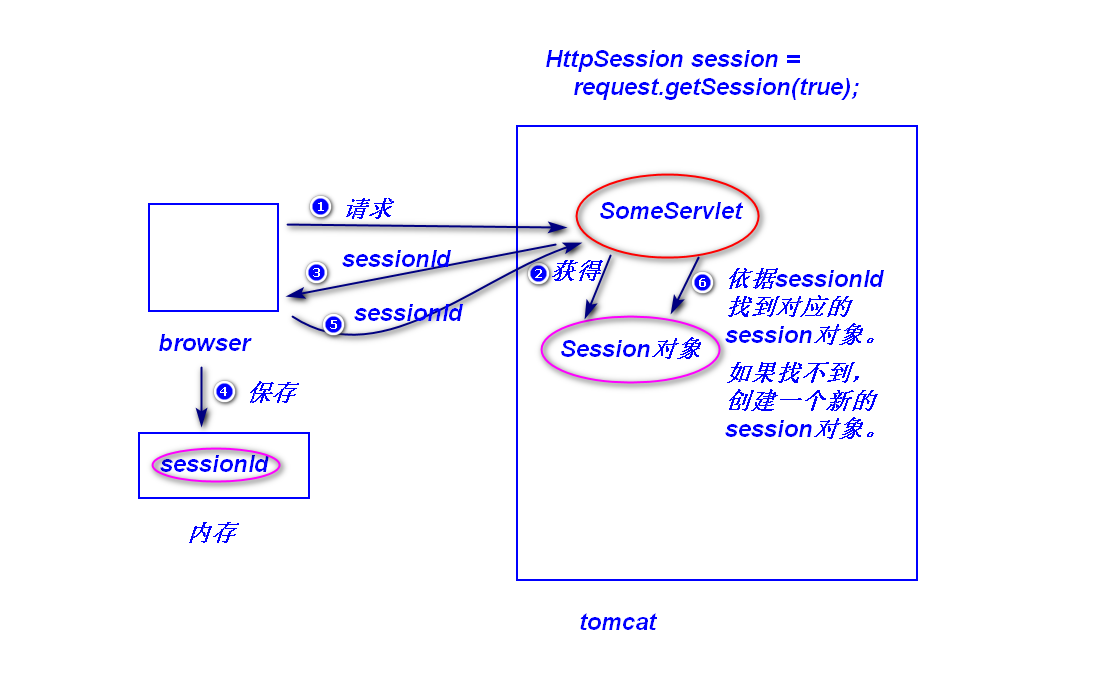 HttpSession session =
request.getSession(true);
SomeServlet
1 请求
3 sessionId
2 获得
5 sessionId
6 依据sessionId
找到对应的
session对象。
如果找不到，
创建一个新的
session对象。
Session对象
browser
4 保存
sessionId
内存
tomcat